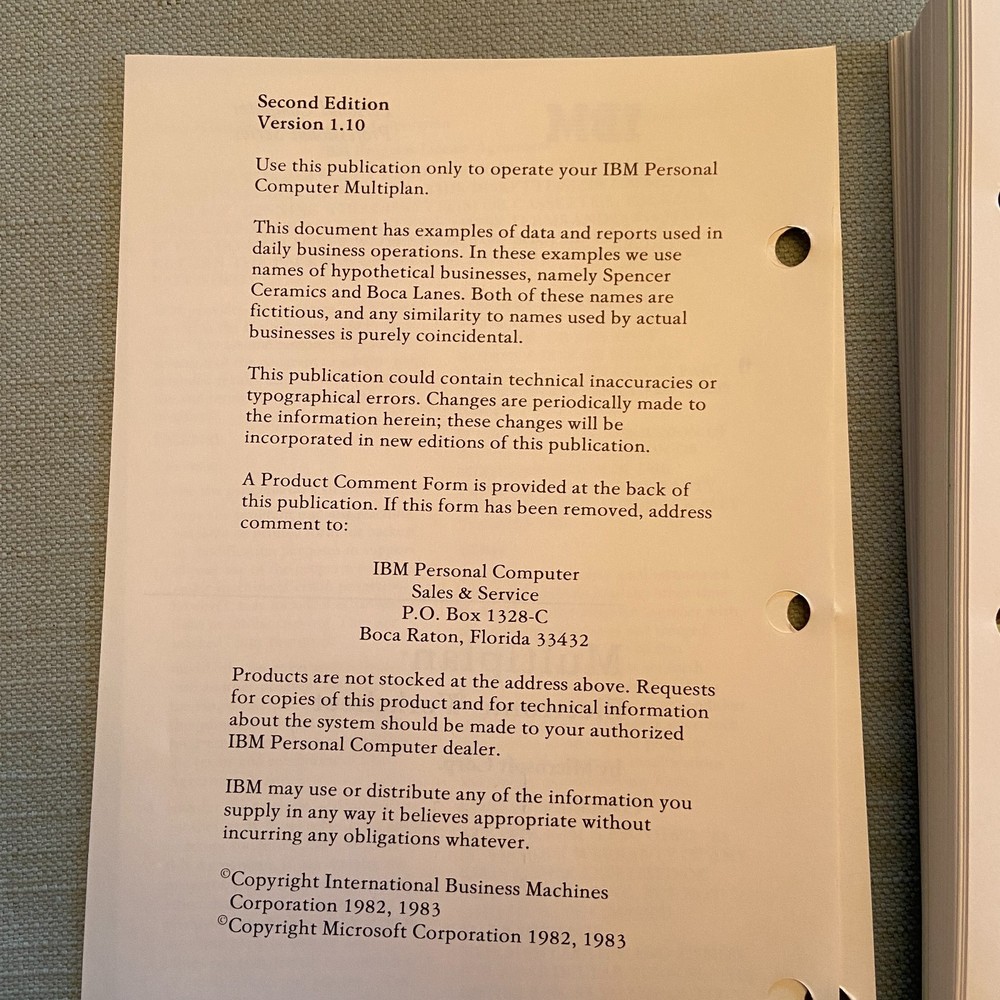 Second Edition
Version 1.10
Use this publication only to operate your IBM Personal
Computer Multiplan.
This document has examples of data and reports used in
daily business operations. In these examples we use
names of hypothetical businesses, namely Spencer
Ceramics and Boca Lanes. Both of these names are
fictitious, and any similarity to names used by actual
businesses is purely coincidental.
This publication could contain technical inaccuracies or
typographical errors. Changes are periodically made to
the information herein; these changes will be
incorporated in new editions of this publication.
A Product Comment Form is provided at the back of
this publication. If this form has been removed, address
comment to:
IBM Personal Computer
Sales & Service
P.O. Box 1328-C
Boca Raton, Florida 33432
Products are not stocked at the address above. Requests
for copies of this product and for technical information
about the system should be made to your authorized
IBM Personal Computer dealer.
IBM may use or distribute any of the information you
supply in any way it believes appropriate without
incurring any obligations whatever.
©Copyright International Business Machines
Corporation 1982, 1983
©Copyright Microsoft Corporation 1982, 1983